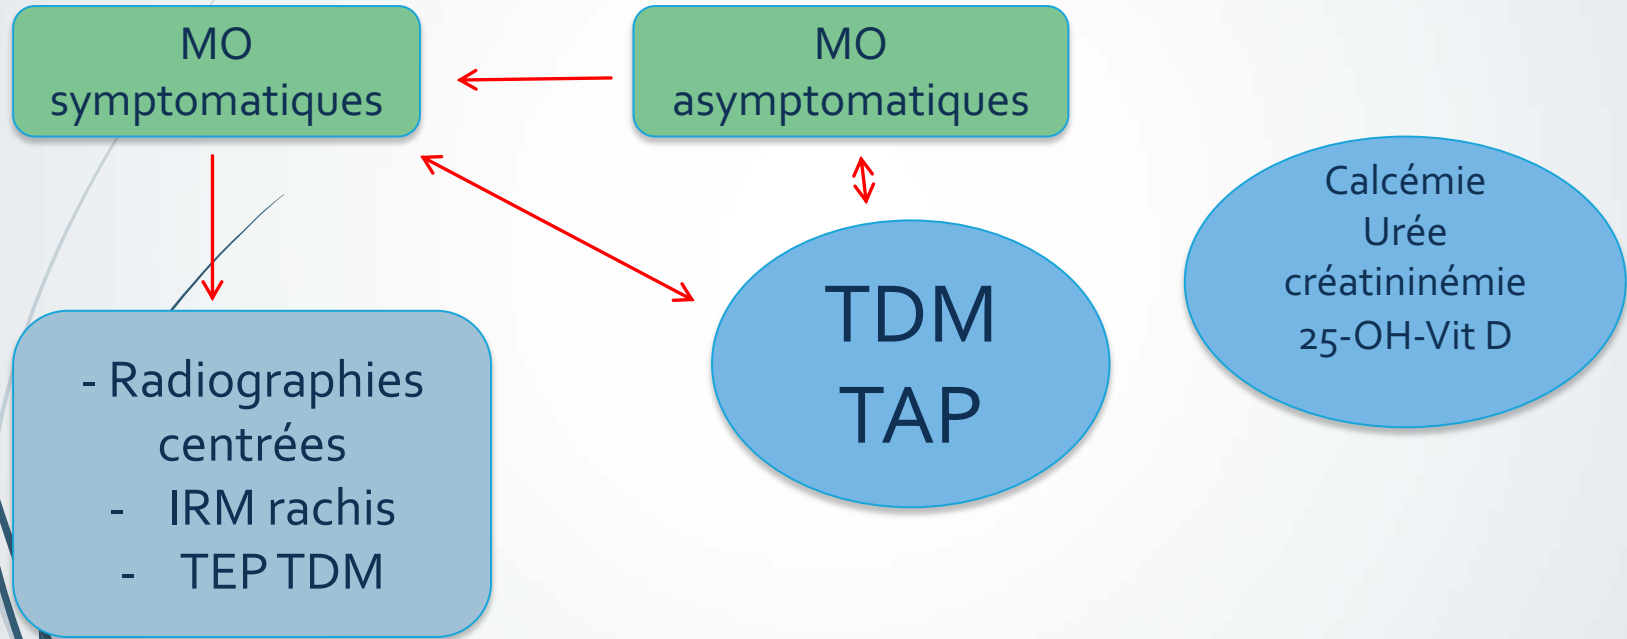 MO
symptomatiques
MO
asymptomatiques
Calcémie
Urée
créatininémie
25-OH-Vit D
TDM
TAP
- Radiographies
centrées
- IRM rachis
- TEP TDM